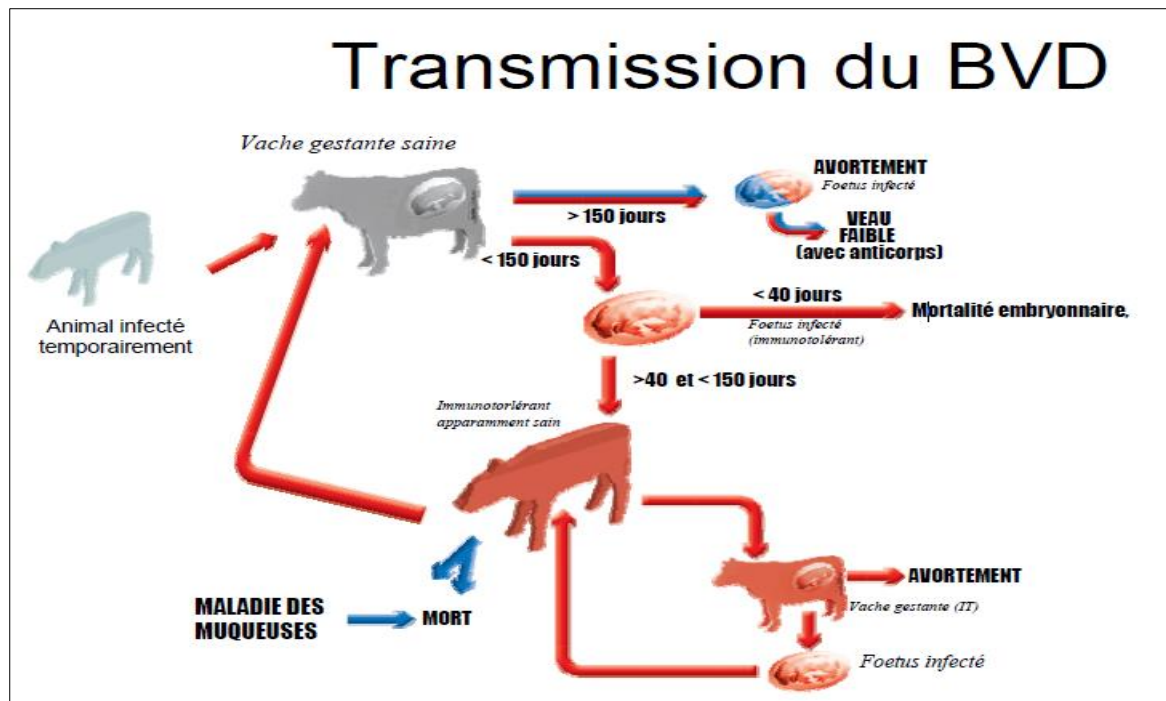 Transmission du BVD
Vache gestante saine
AVORTEMENT
Foetus infecté
> 150 jours
VEAU
FAIBLE
(avec anticorps)
< 150 jours
Animal infecté
temporairement
< 40 jours
Foetus infecté
(immunotolérant)
Mortalité embryonnaire,
>40 et < 150 jours
Immunotorlérant
apparamment sain
MALADIE DES
MUQUEUSES
MORT
AVORTEMENT
Vache gestante (IT)
Foetus infecté